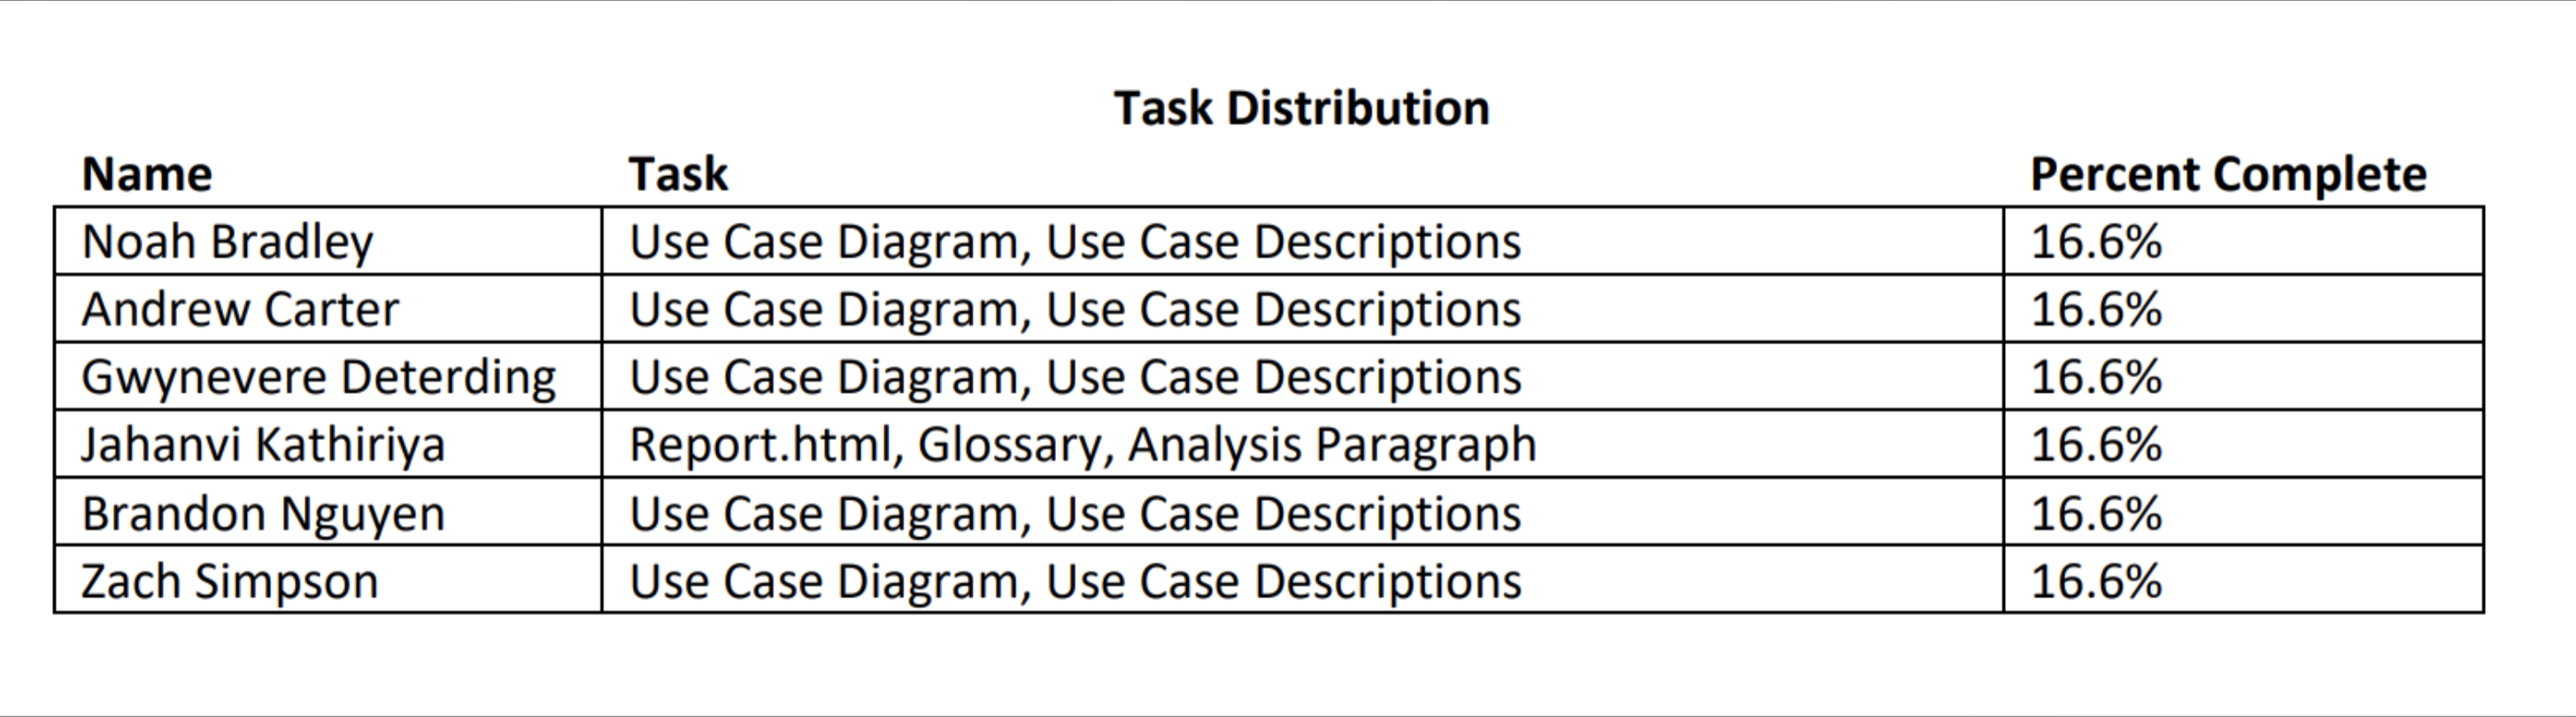 Task Distribution
Name Task Percent Complete
Noah Bradley Use Case Diagram, Use Case Descriptions 16.6%
Andrew Carter Use Case Diagram, Use Case Descriptions 16.6%
Gwynevere Deterding Use Case Diagram, Use Case Descriptions 16.6%
Jahanvi Kathiriya Report.html, Glossary, Analysis Paragraph 16.6%
Brandon Nguyen Use Case Diagram, Use Case Descriptions 16.6%
Zach Simpson Use Case Diagram, Use Case Descriptions 16.6%